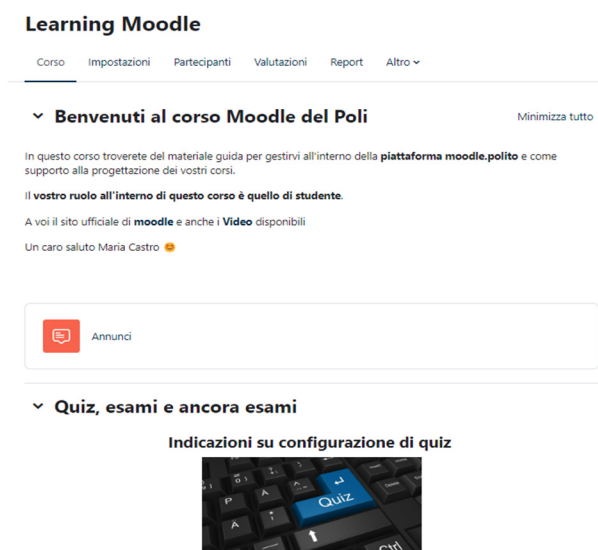 Learning Moodle
Corso Impostazioni Partecipanti Valutazioni Report Altro
Benvenuti al corso Moodle del Poli
Minimizza tutto
In questo corso troverete del materiale guida per gestirvi all'interno della piattaforma moodle.polito e come
supporto alla progettazione dei vostri corsi.
Il vostro ruolo all'interno di questo corso è quello di studente.
A voi il sito ufficiale di moodle e anche i Video disponibili
Un caro saluto Maria Castro 😊
Annunci
Quiz, esami e ancora esami
Indicazioni su configurazione di quiz
Quiz
Ctrl